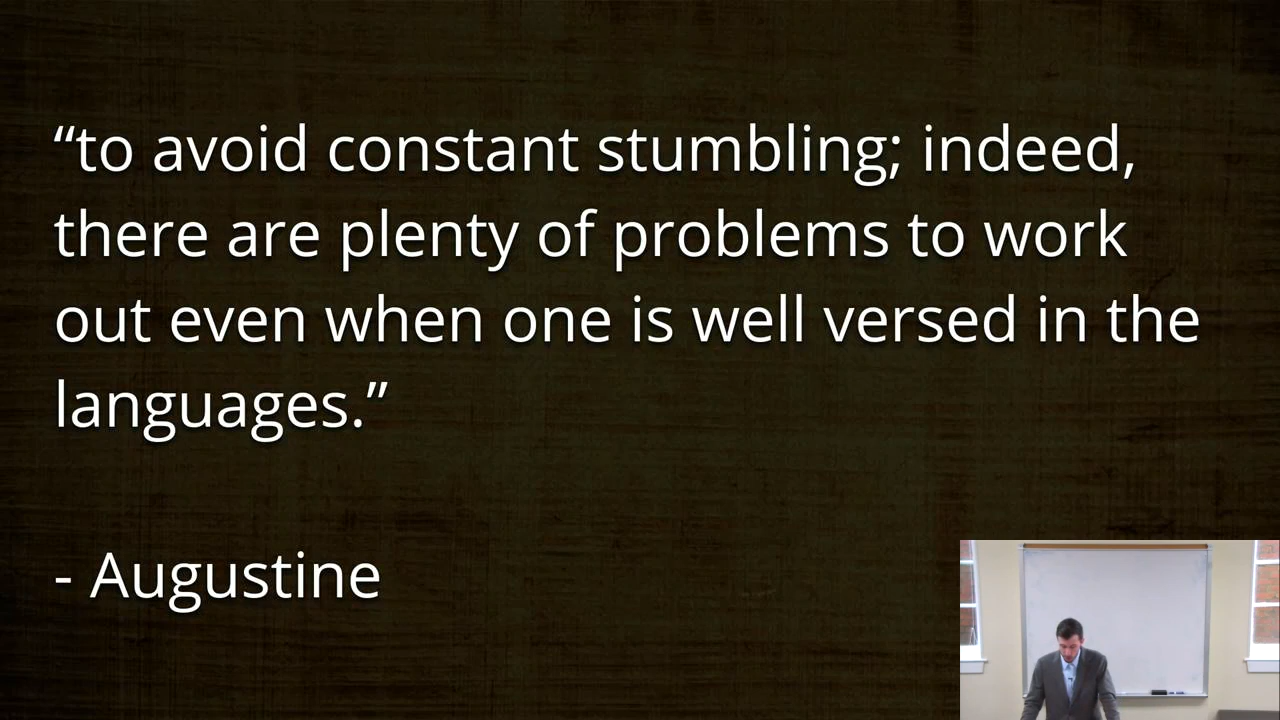 “to avoid constant stumbling; indeed,
there are plenty of problems to work
out even when one is well versed in the
languages.”
- Augustine